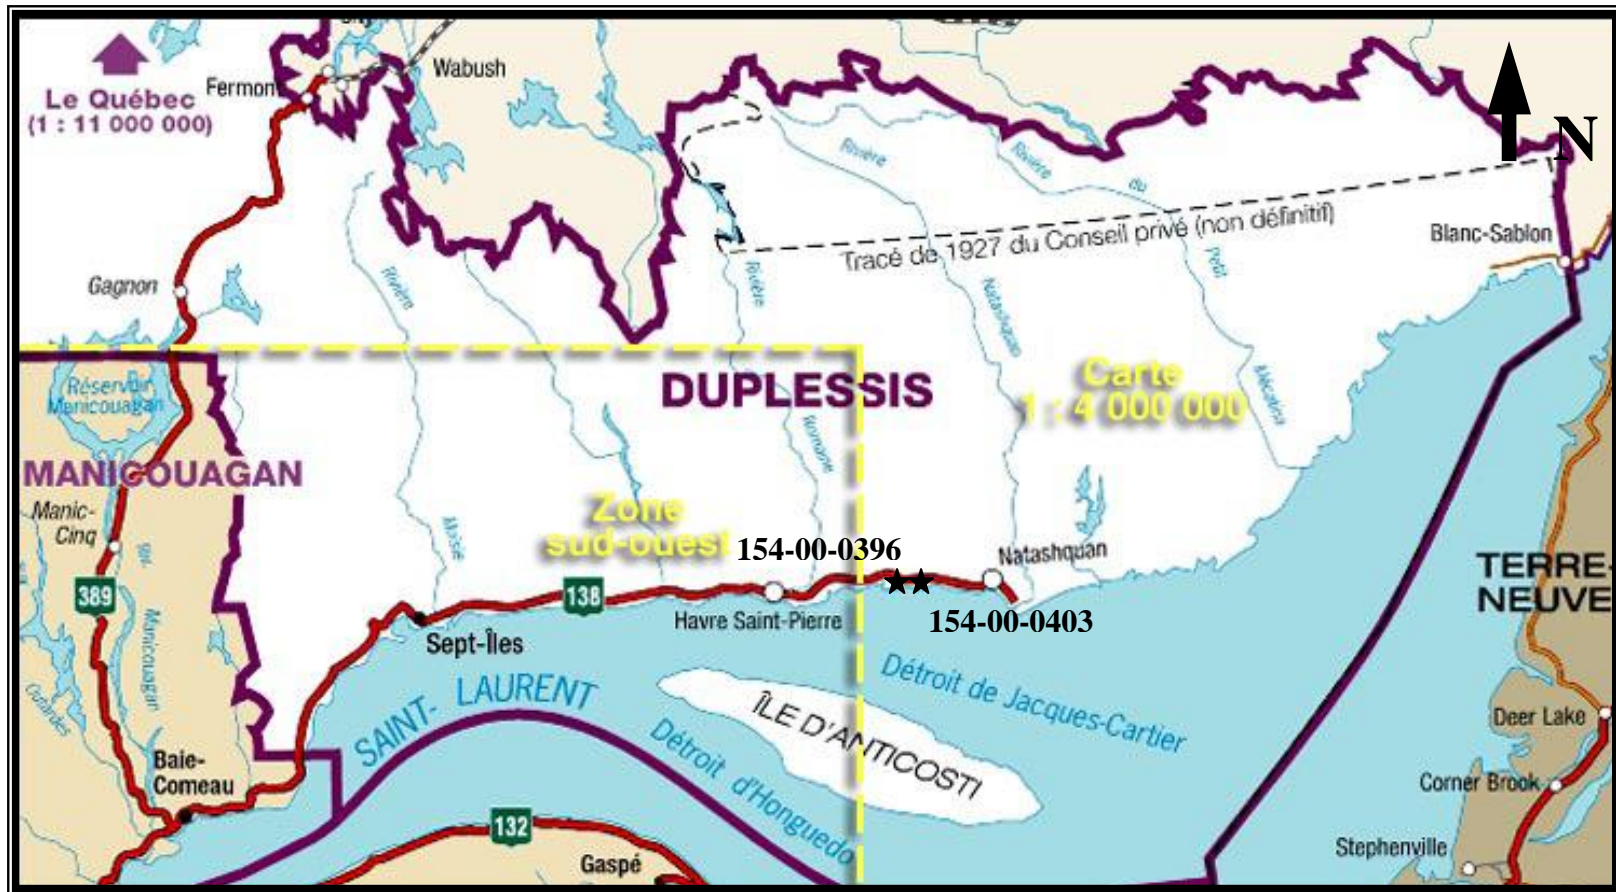 Wabush
Fermont
Le Québec
(1 : 11 000 000)
N
Rivière
Rivière
du
Petit
Mécatina
Tracé de 1927 du Conseil privé (non définitif)
Blanc-Sablon
Gagnon
Rivière
Moisie
Rivière
Romaine
Natashquan
Réservoir
Manicouagan
DUPLESSIS
Carte
1 : 4 000 000
MANICOUAGAN
Manic-
Cinq
Zone
sud-ouest
154-00-0396
Natashquan
TERRE-
NEUVE
389
138
Manicouagan
Havre Saint-Pierre
154-00-0403
Sept-Îles
Outardes
SAINT- LAURENT
Détroit de Jacques-Cartier
ÎLE D'ANTICOSTI
Détroit d'Honguedo
Deer Lake
Baie-
Comeau
Corner Brook
132
Gaspé
Stephenville